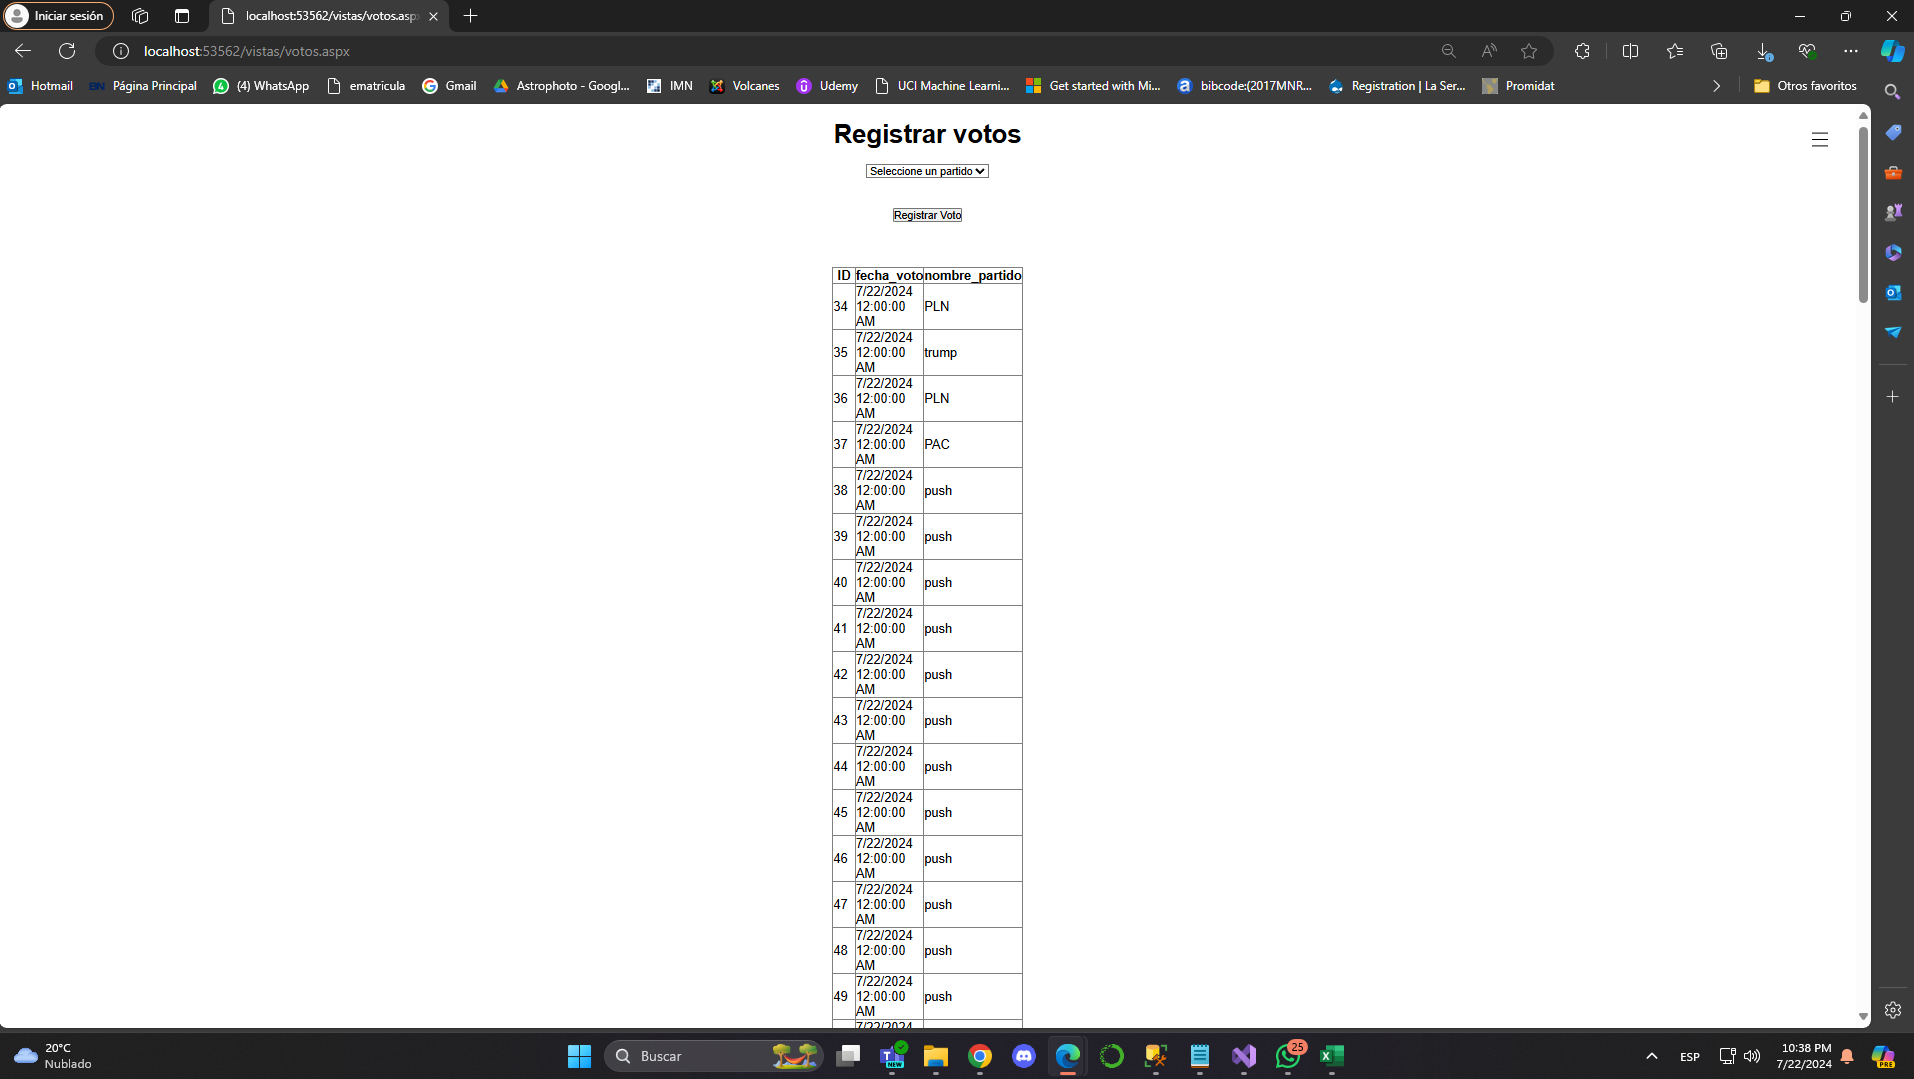 Iniciar sesión
localhost:53562/vistas/votos.asp
localhost:53562/vistas/votos.aspx
Hotmail
BN Página Principal
(4) WhatsApp
ematricula
Gmail
Astrophoto - Googl...
IMN
Volcanes
Udemy
UCI Machine Learni...
Get started with Mi...
bibcode:(2017MNR...
Registration | La Ser...
Promidat
Otros favoritos
Registrar votos
Seleccione un partido
Registrar Voto
ID fecha_voto nombre_partido
34 7/22/2024 12:00:00 AM PLN
35 7/22/2024 12:00:00 AM trump
36 7/22/2024 12:00:00 AM PLN
37 7/22/2024 12:00:00 AM PAC
38 7/22/2024 12:00:00 AM push
39 7/22/2024 12:00:00 AM push
40 7/22/2024 12:00:00 AM push
41 7/22/2024 12:00:00 AM push
42 7/22/2024 12:00:00 AM push
43 7/22/2024 12:00:00 AM push
44 7/22/2024 12:00:00 AM push
45 7/22/2024 12:00:00 AM push
46 7/22/2024 12:00:00 AM push
47 7/22/2024 12:00:00 AM push
48 7/22/2024 12:00:00 AM push
49 7/22/2024 12:00:00 AM push
7/22/2024
20°C
Nublado
Buscar
NEW
25
ESP
10:38 PM
7/22/2024
PRE